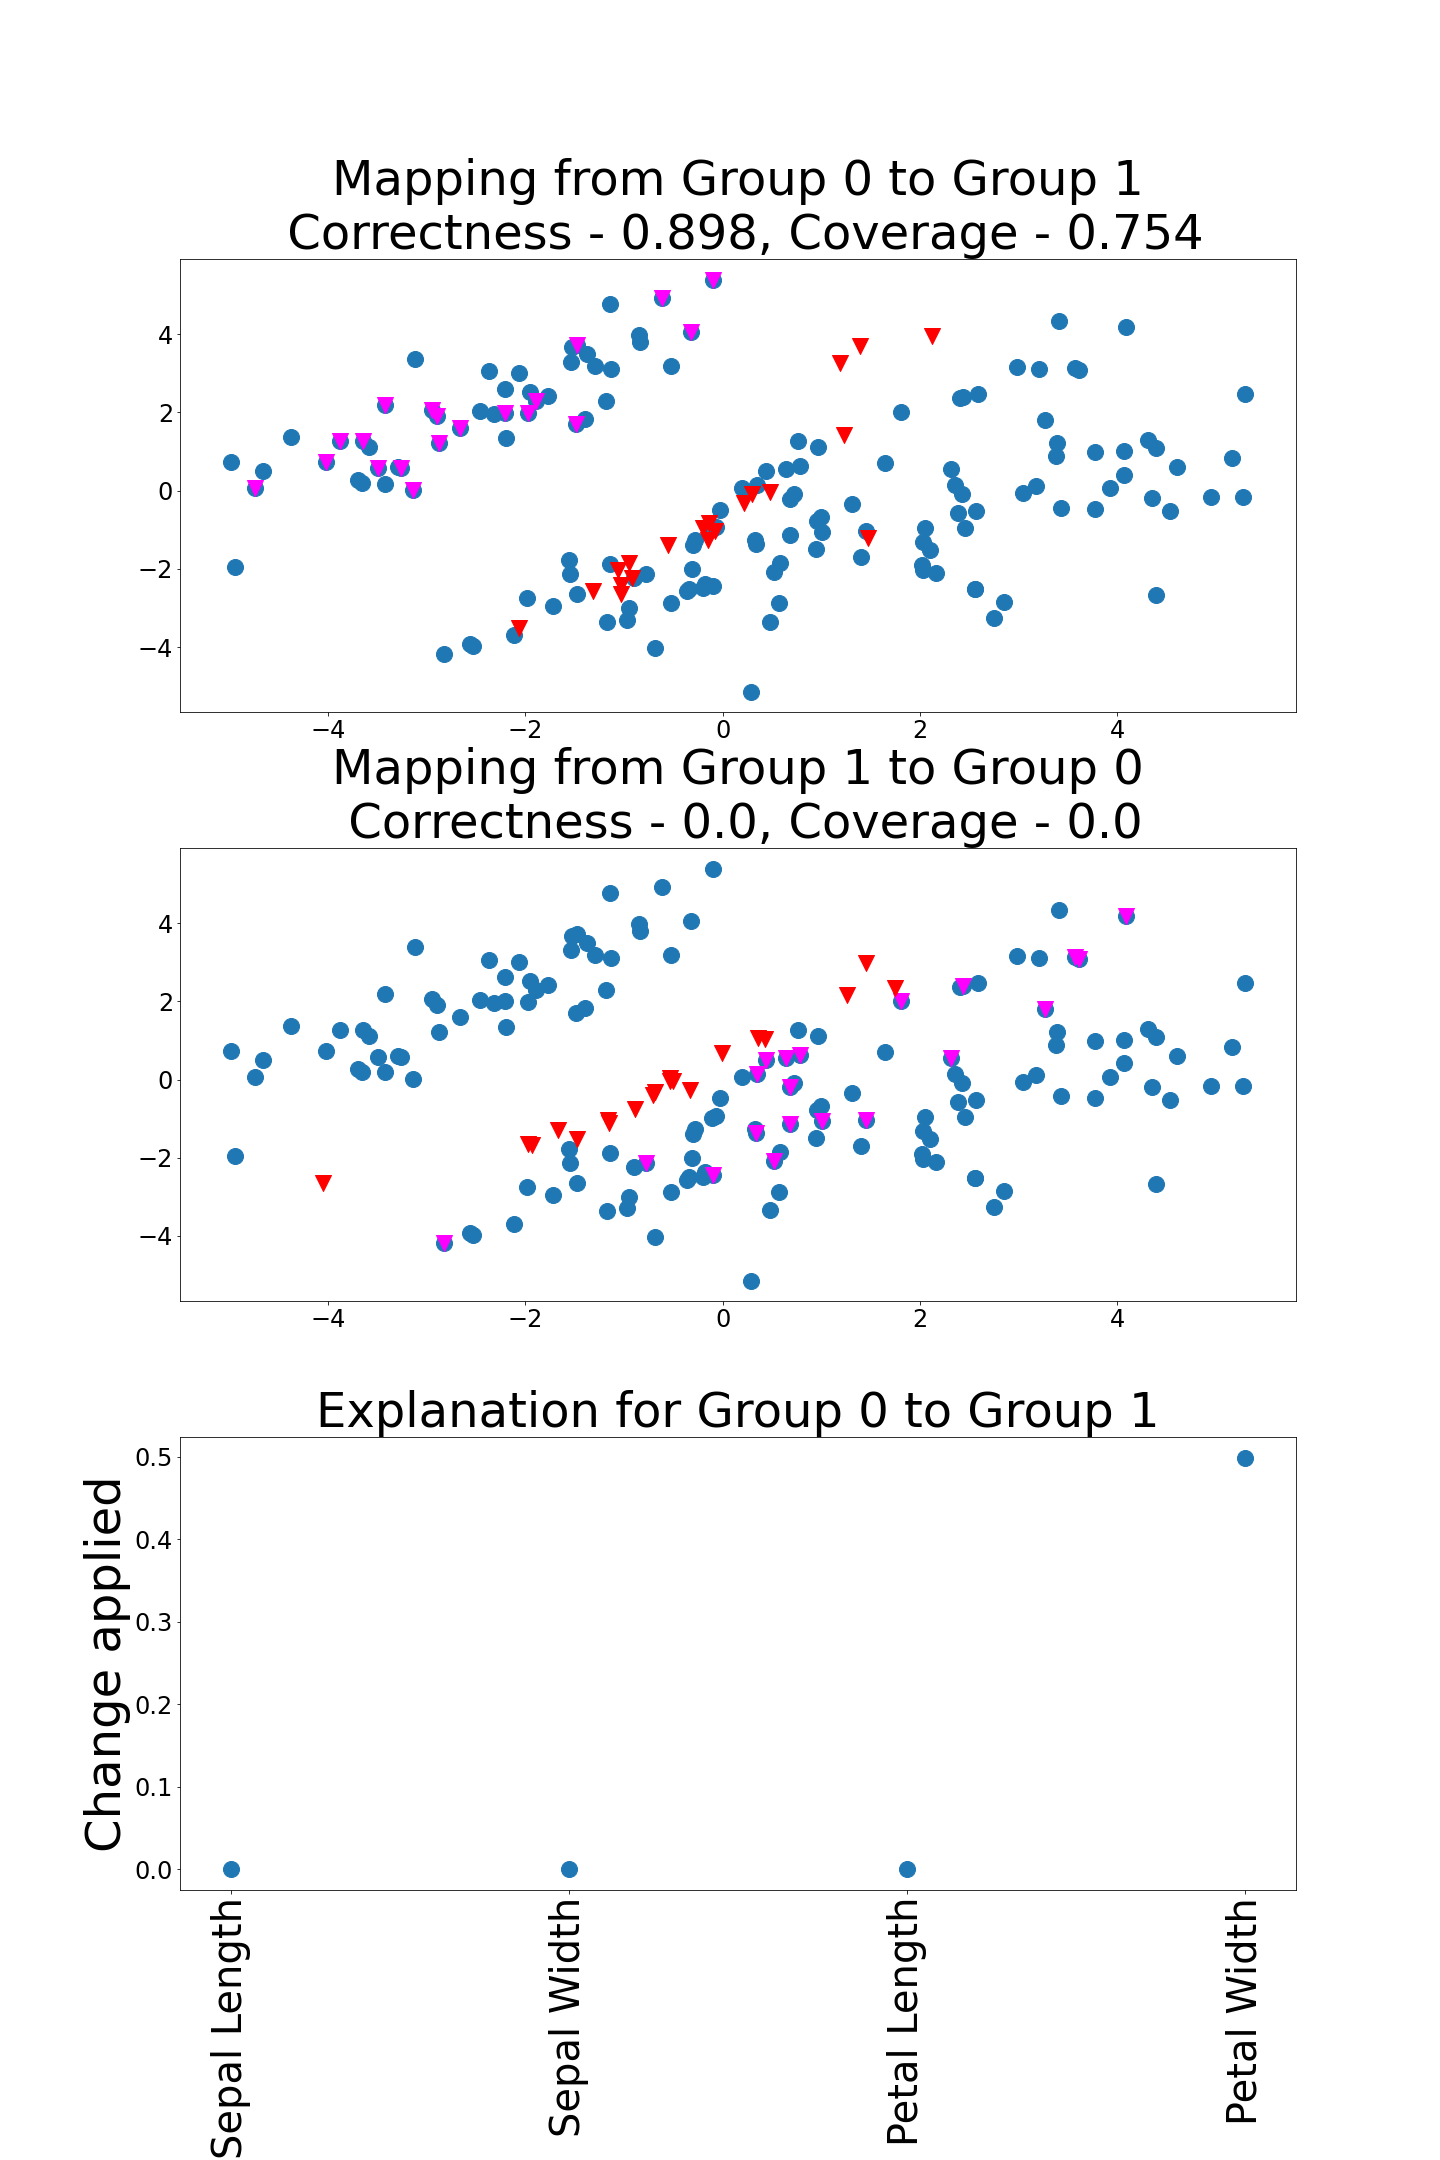 Mapping from Group 0 to Group 1
Correctness - 0.898, Coverage - 0.754
4
2
0
−2
−4
−4 −2 0 2 4
Mapping from Group 1 to Group 0
Correctness - 0.0, Coverage - 0.0
4
2
0
−2
−4
−4 −2 0 2 4
Explanation for Group 0 to Group 1
Change applied
0.5
0.4
0.3
0.2
0.1
0.0
Sepal Length
Sepal Width
Petal Length
Petal Width